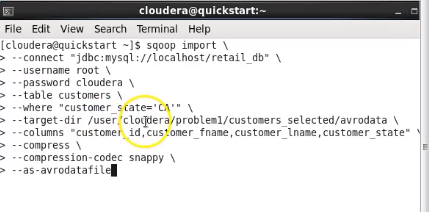 cloudera@quickstart:~
File Edit View Search Terminal Help
[cloudera@quickstart ~]$ sqoop import \
> --connect "jdbc:mysql://localhost/retail_db" \
> --username root \
> --password cloudera \
> --table customers \
> --where "customer_state='CA'" \
> --target-dir /user/cloudera/problem1/customers_selected/avrodata \
> --columns "customer_id,customer_fname,customer_lname,customer_state" \
> --compress \
> --compression-codec snappy \
> --as-avrodatafile